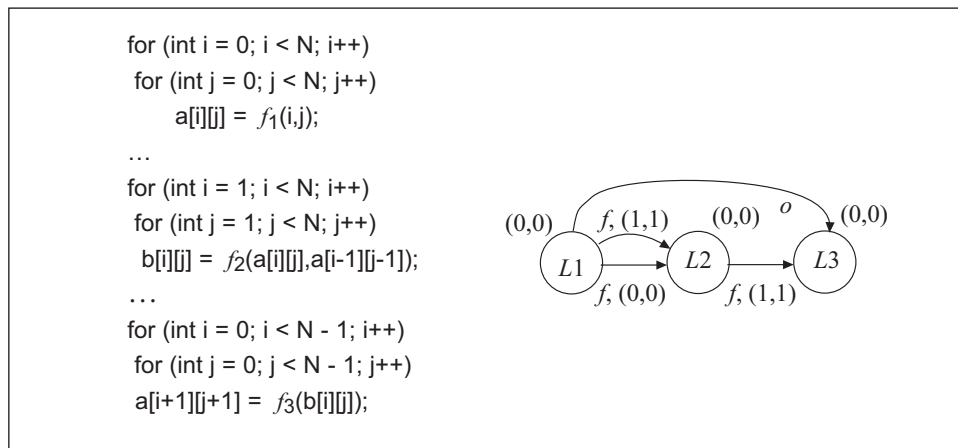 for (int i = 0; i < N; i++)
for (int j = 0; j < N; j++)
a[i][j] = f1(i,j);
…
for (int i = 1; i < N; i++)
for (int j = 1; j < N; j++)
b[i][j] = f2(a[i][j],a[i-1][j-1]);
…
for (int i = 0; i < N - 1; i++)
for (int j = 0; j < N - 1; j++)
a[i+1][j+1] = f3(b[i][j]);
o
(0,0) f, (1,1) (0,0) (0,0)
L1 L2 L3
f, (0,0) f, (1,1)